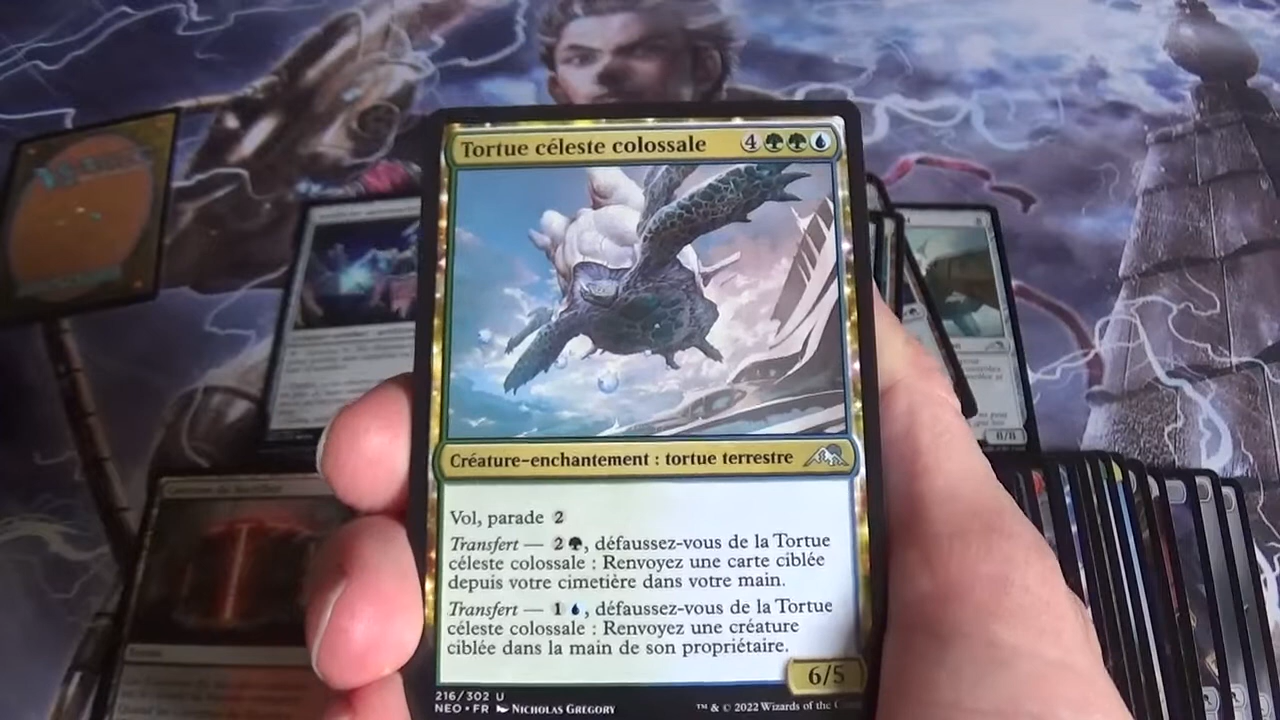 Tortue céleste colossale 4
Créature-enchantement : tortue terrestre
Vol, parade 2
Transfert — 2, défaussez-vous de la Tortue
céleste colossale : Renvoyez une carte ciblée
depuis votre cimetière dans votre main.
Transfert — 1, défaussez-vous de la Tortue
céleste colossale : Renvoyez une créature
ciblée dans la main de son propriétaire.
6/5
216/302 U
NEO • FR Nicholas Gregory
™ & © 2022 Wizards of the
8/8